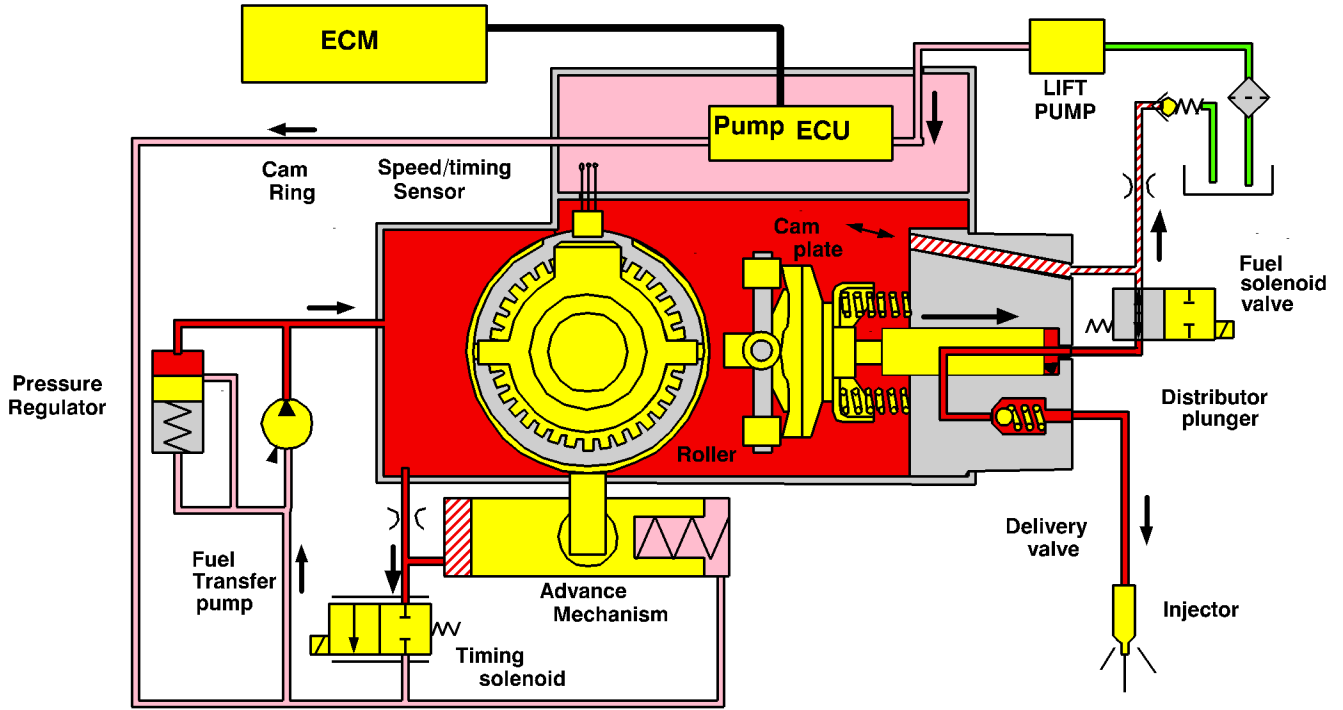 ECM
LIFT
PUMP
Pump ECU
Cam
Ring
Speed/timing
Sensor
Cam
plate
Fuel
solenoid
valve
Pressure
Regulator
Distributor
plunger
Roller
Delivery
valve
Fuel
Transfer
pump
Advance
Mechanism
Injector
Timing
solenoid